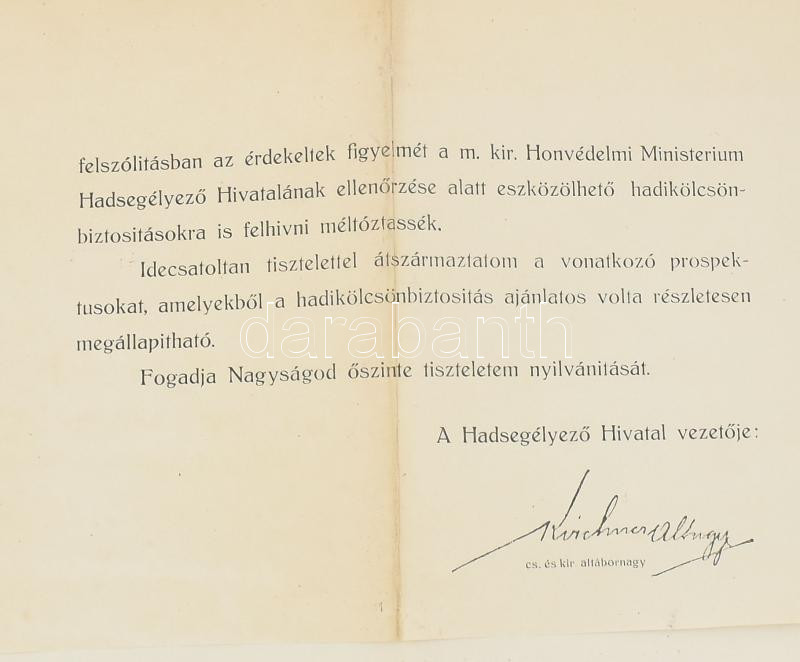 felszólitásban az érdekeltek figyelmét a m. kir. Honvédelmi Ministerium
Hadsegélyező Hivatalának ellenőrzése alatt eszközölhető hadikölcsön-
biztositásokra is felhivni méltóztassék.
Idecsatoltan tisztelettel átszármaztatom a vonatkozó prospek-
tusokat, amelyekből a hadikölcsönbiztositás ajánlatos volta részletesen
megállapitható.
darabanth
Fogadja Nagyságod őszinte tiszteletem nyilvánitását.
A Hadsegélyező Hivatal vezetője:
Kirchner Altngy
cs. és kir. altábornagy